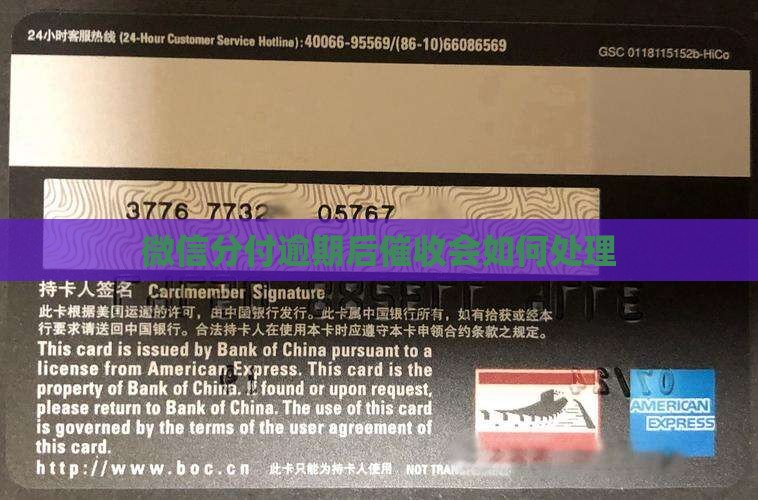 24小时客服热线 (24-Hour Customer Service Hotline):40066-95569/(86-10)66086569
GSC 0118115152b-HiCo
3776 7732 05767
微信分付逾期后催收会如何处理
持卡人签名 Cardmember Signature
此卡根据美国运通的许可，由中国银行发行。此卡属中国银行所有，如有拾获或经本
行要求请送回中国银行。合法持卡人在使用本卡时应遵守本卡申领合约条款之规定。
This card is issued by Bank of China pursuant to a
license from American Express. This card is the
property of Bank of China. If found or upon request,
please return to Bank of China. The use of this card
is governed by the terms of the user agreement of
this card.
http://www.boc.cn 此卡只能为持卡人使用 NOT TRAN
AMERICAN
EXPRESS